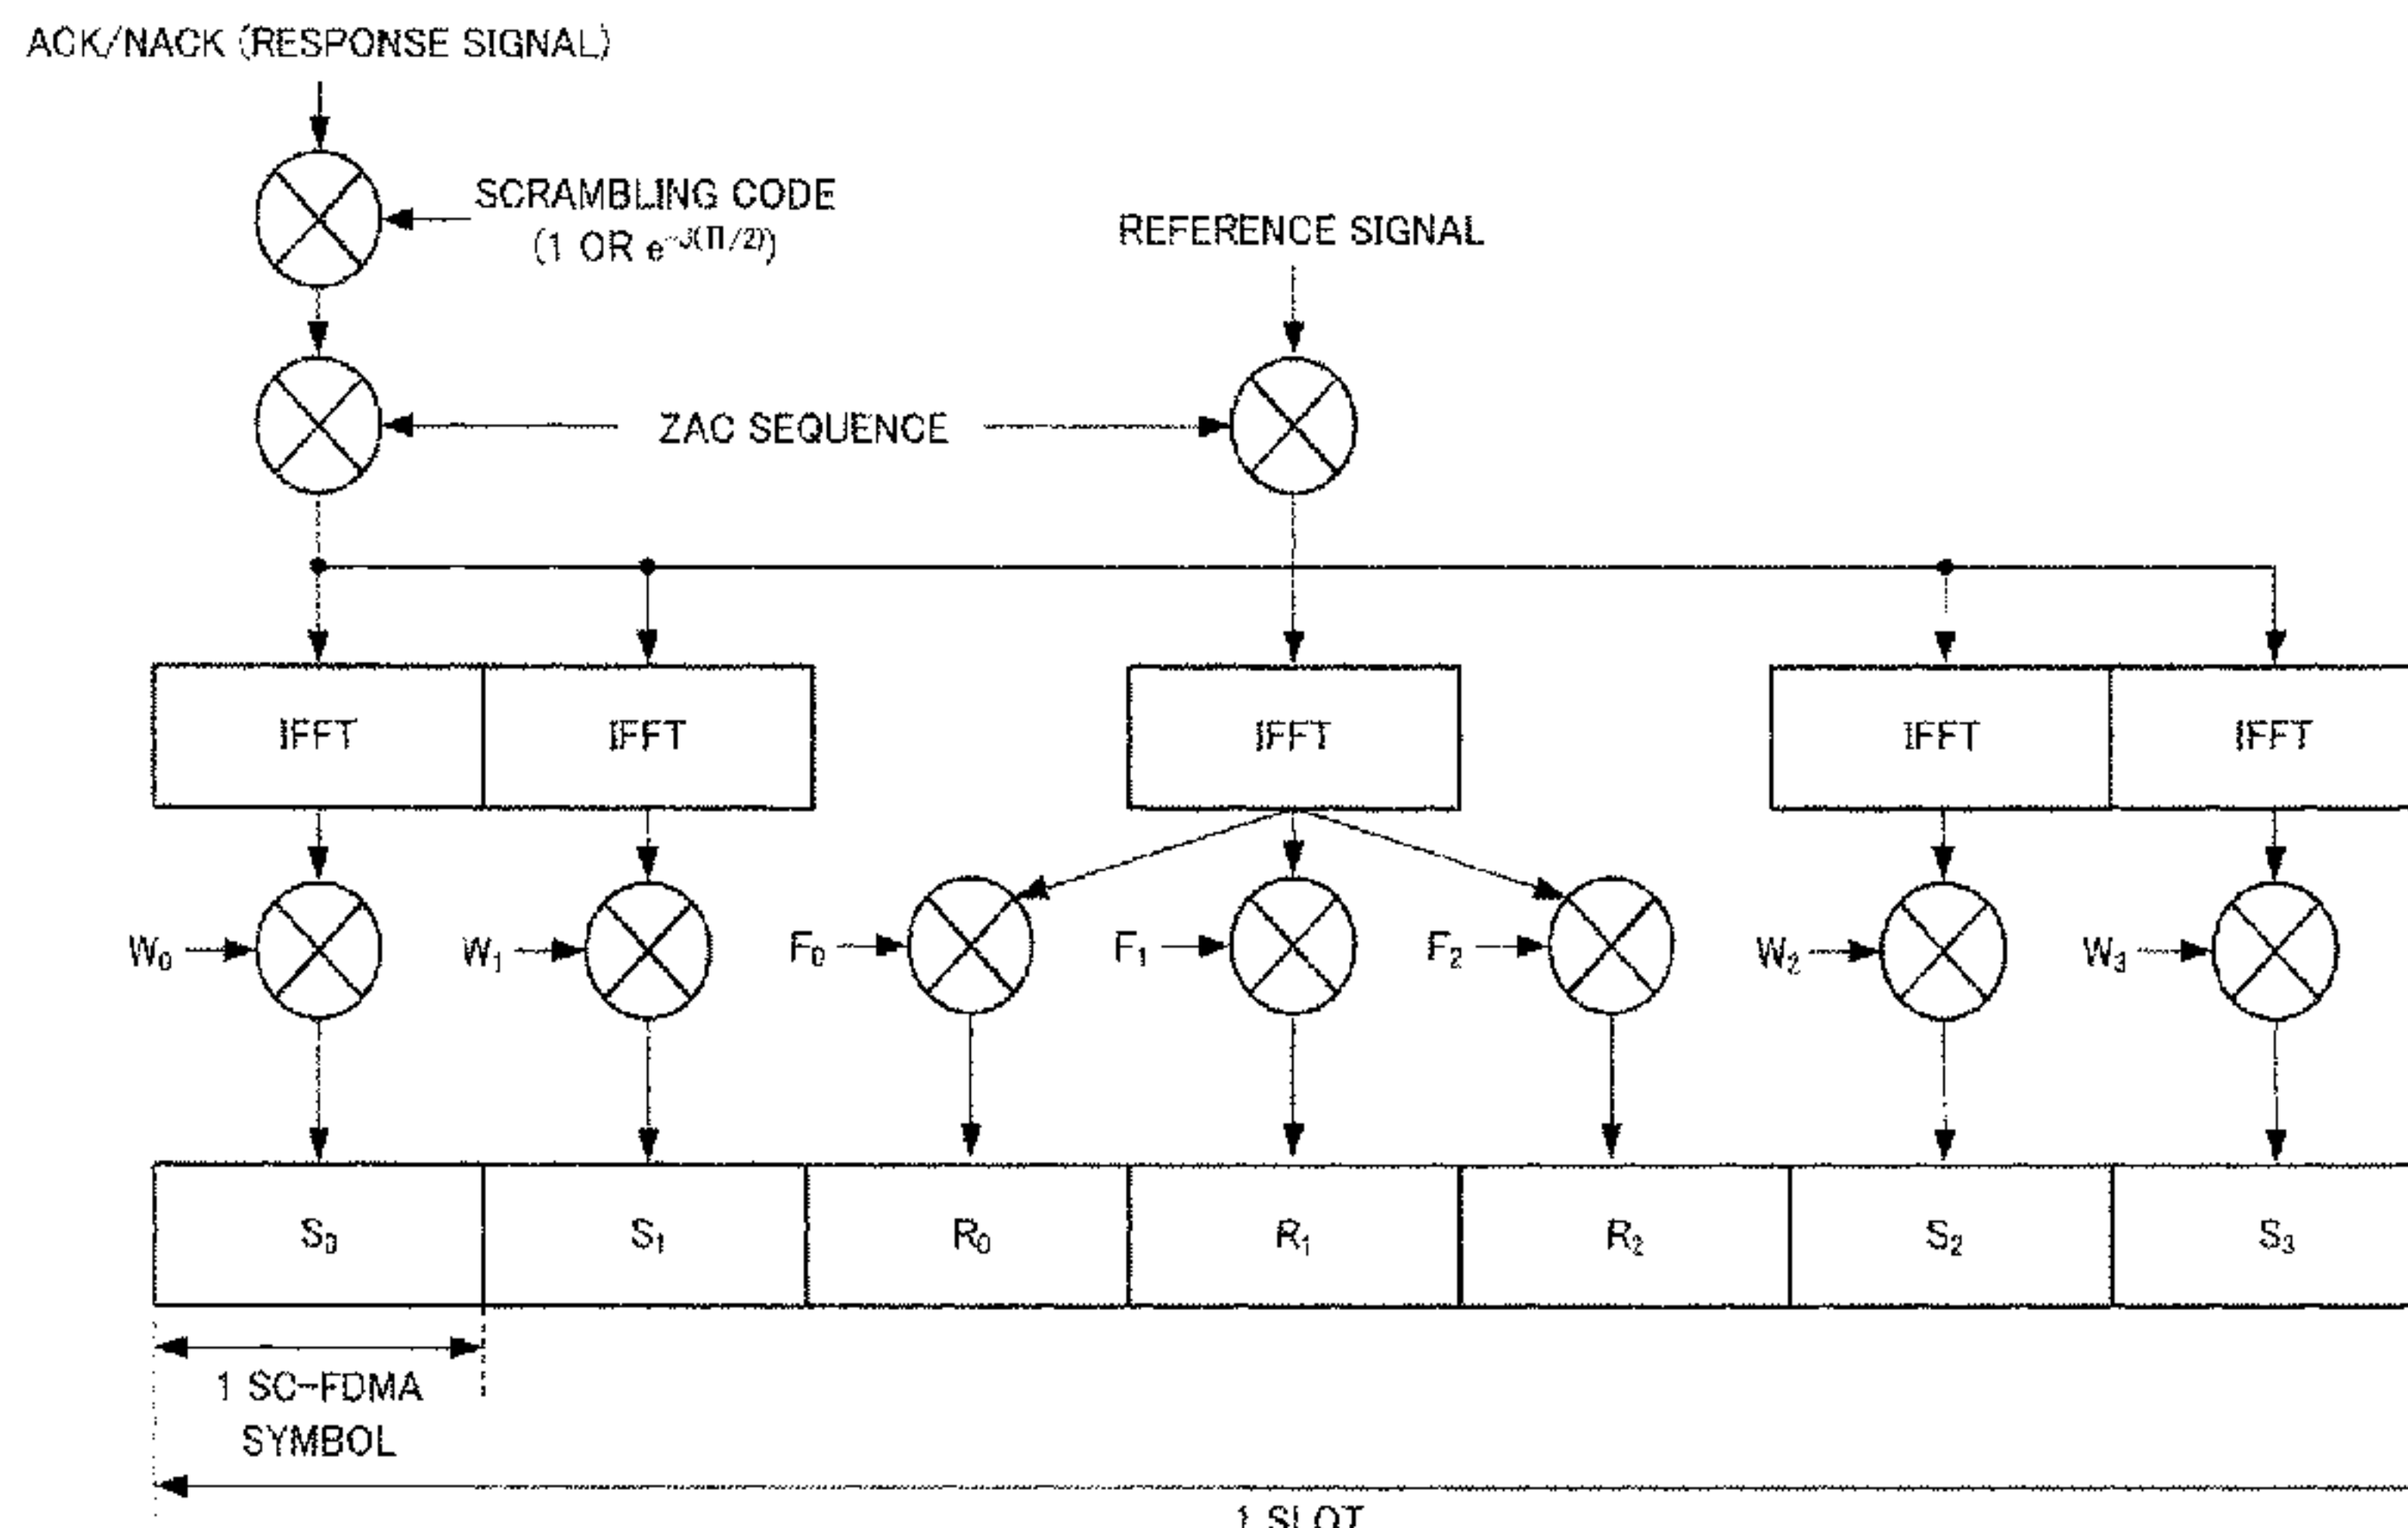 ACK/NACK (RESPONSE SIGNAL)
SCRAMBLING CODE
(1 OR e^-J(Π/2))
REFERENCE SIGNAL
ZAC SEQUENCE
IFFT IFFT IFFT IFFT IFFT
W₀ W₁ F₀ F₁ F₂ W₂ W₃
S₀ S₁ R₀ R₁ R₂ S₂ S₃
1 SC-FDMA
SYMBOL
1 SLOT